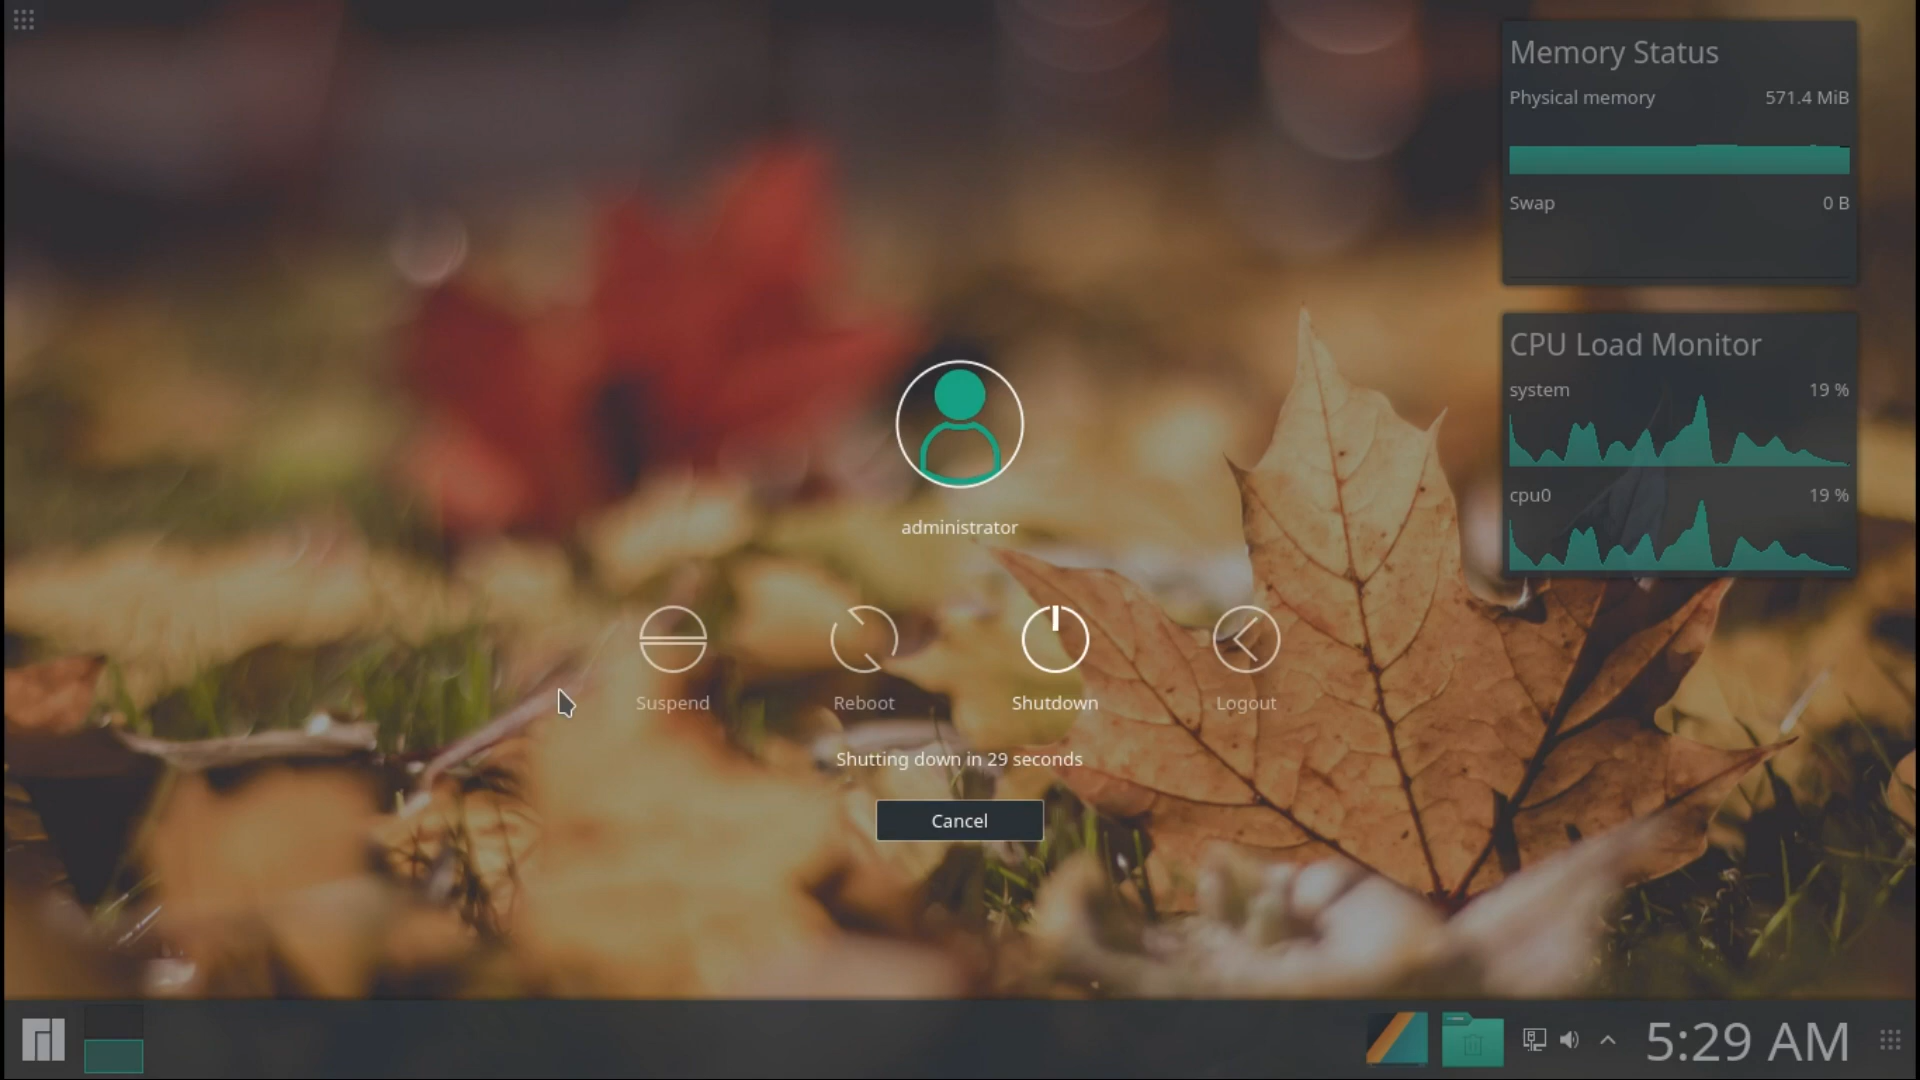 Memory Status
Physical memory 571.4 MiB
Swap 0 B
CPU Load Monitor
system 19 %
cpu0 19 %
administrator
Suspend Reboot Shutdown Logout
Shutting down in 29 seconds
Cancel
5:29 AM